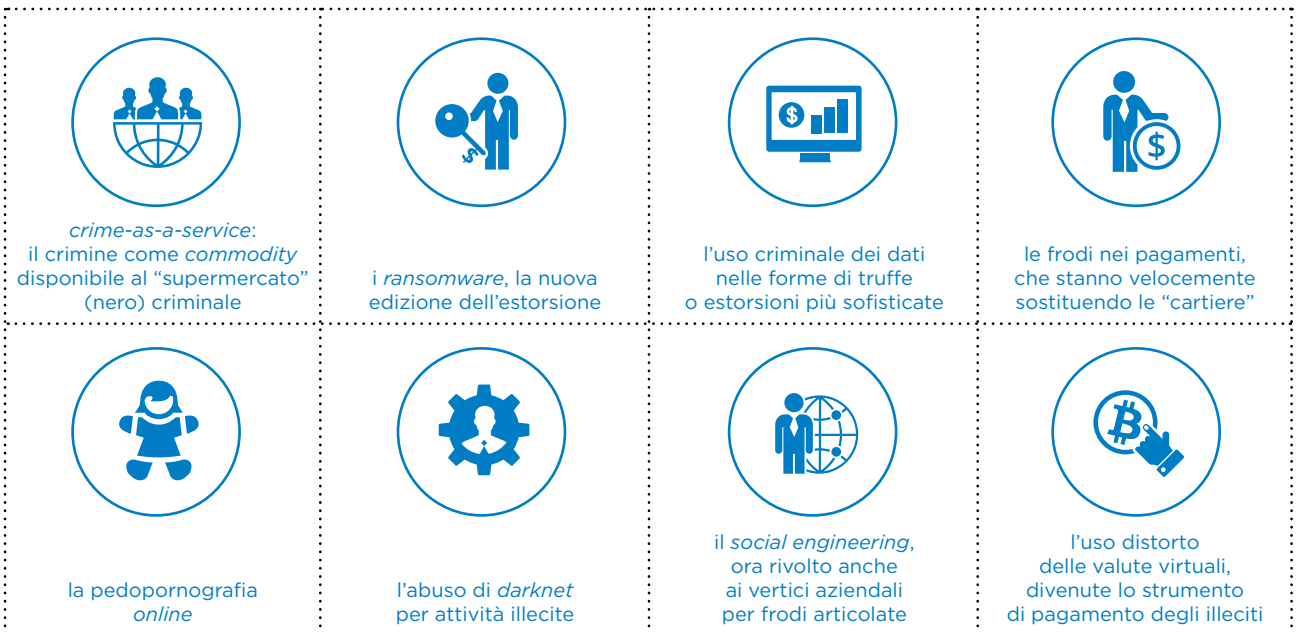 crime-as-a-service:
il crimine come commodity
disponibile al “supermercato”
(nero) criminale
i ransomware, la nuova
edizione dell’estorsione
l’uso criminale dei dati
nelle forme di truffe
o estorsioni più sofisticate
le frodi nei pagamenti,
che stanno velocemente
sostituendo le “cartiere”
la pedopornografia
online
l’abuso di darknet
per attività illecite
il social engineering,
ora rivolto anche
ai vertici aziendali
per frodi articolate
l’uso distorto
delle valute virtuali,
divenute lo strumento
di pagamento degli illeciti